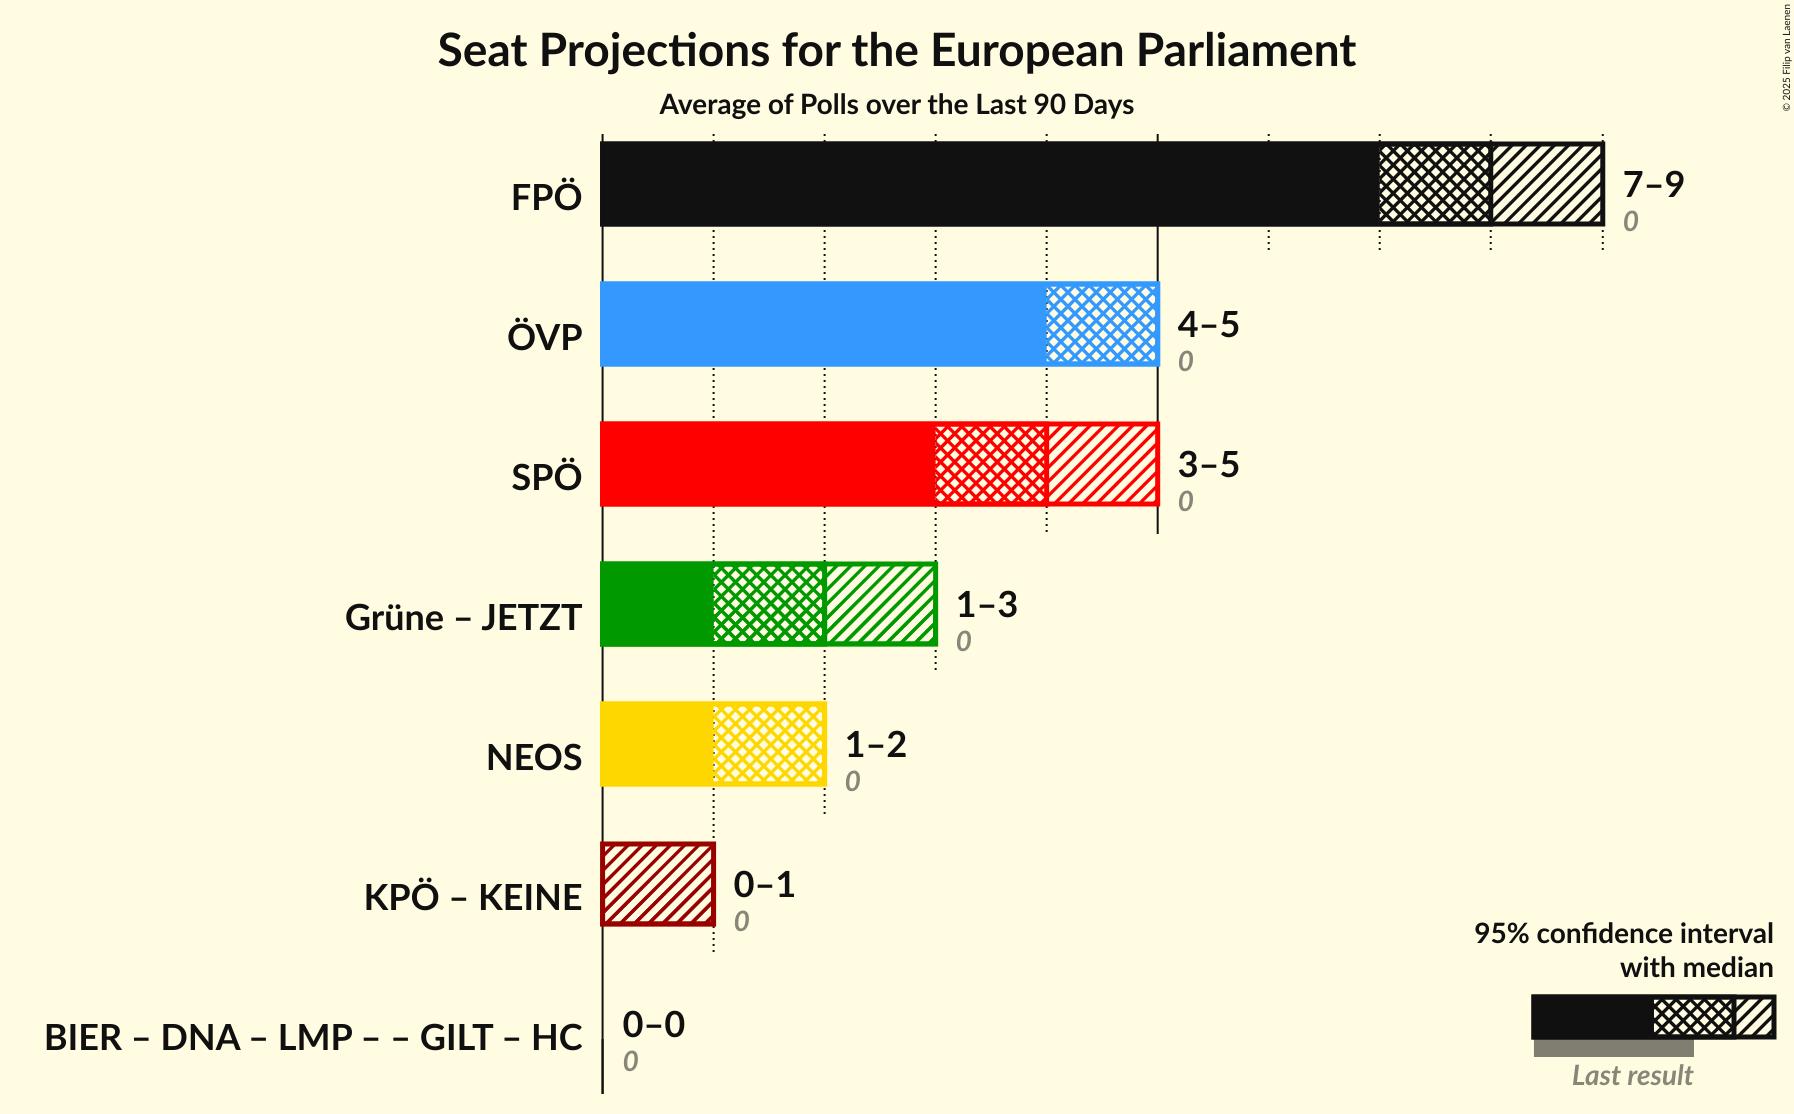 Seat Projections for the European Parliament
Average of Polls over the Last 90 Days
© 2025 Filip van Laenen
FPÖ
7–9
0
ÖVP
4–5
0
SPÖ
3–5
0
Grüne – JETZT
1–3
0
NEOS
1–2
0
KPÖ – KEINE
0–1
0
BIER – DNA – LMP – – GILT – HC
0–0
0
95% confidence interval
with median
Last result